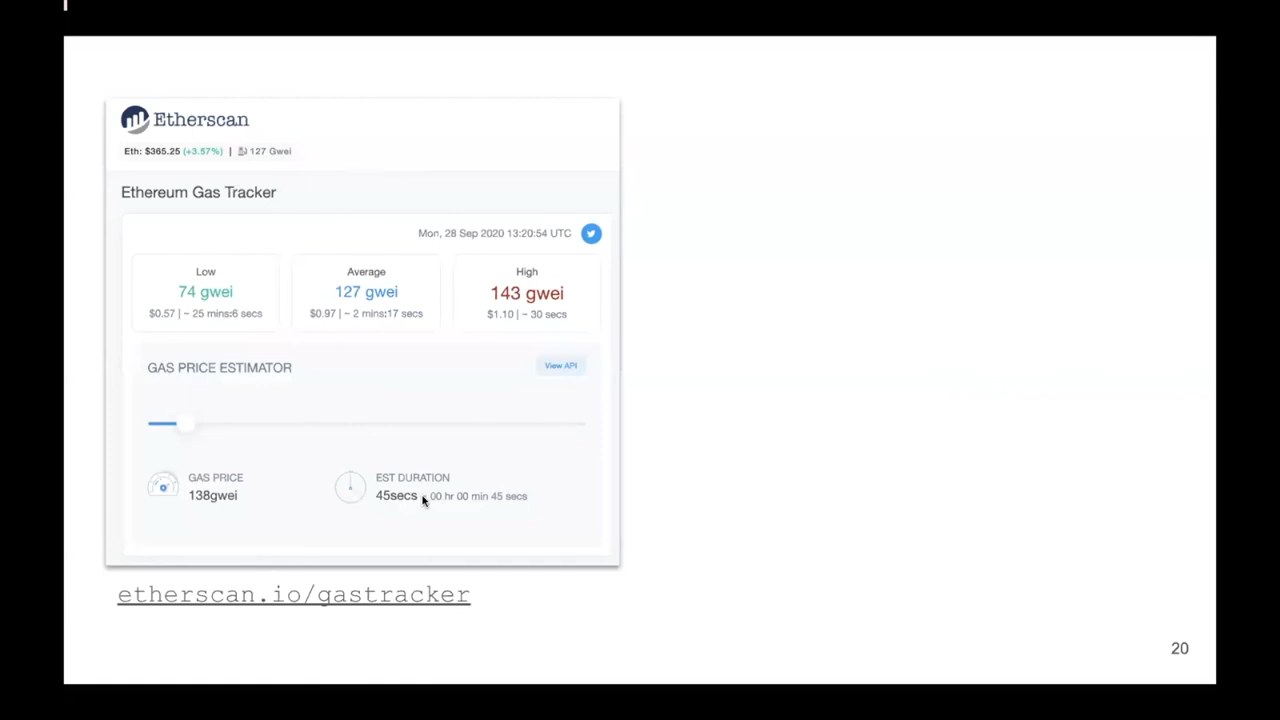 Etherscan
Eth: $365.25 (+3.57%) | 127 Gwei
Ethereum Gas Tracker
Mon, 28 Sep 2020 13:20:54 UTC
Low
74 gwei
$0.57 | ~ 25 mins:6 secs
Average
127 gwei
$0.97 | ~ 2 mins:17 secs
High
143 gwei
$1.10 | ~ 30 secs
GAS PRICE ESTIMATOR
View API
GAS PRICE
138gwei
EST DURATION
45secs 00 hr 00 min 45 secs
etherscan.io/gastracker
20